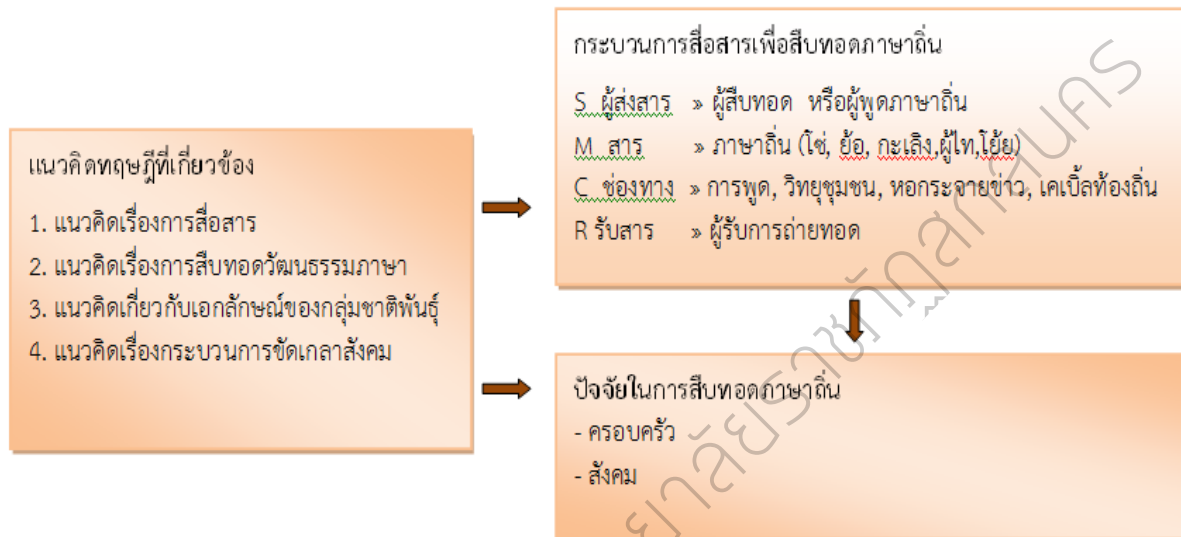 แนวคิดทฤษฎีที่เกี่ยวข้อง
1. แนวคิดเรื่องการสื่อสาร
2. แนวคิดเรื่องการสืบทอดวัฒนธรรมภาษา
3. แนวคิดเกี่ยวกับเอกลักษณ์ของกลุ่มชาติพันธุ์
4. แนวคิดเรื่องกระบวนการขัดเกลาสังคม
กระบวนการสื่อสารเพื่อสืบทอดภาษาถิ่น
S ผู้ส่งสาร » ผู้สืบทอด หรือผู้พูดภาษาถิ่น
M สาร » ภาษาถิ่น (โซ่, ย้อ, กะเลิง,ผู้ไท,โย้ย)
C ช่องทาง » การพูด, วิทยุชุมชน, หอกระจายข่าว, เคเบิ้ลท้องถิ่น
R รับสาร » ผู้รับการถ่ายทอด
ปัจจัยในการสืบทอดภาษาถิ่น
- ครอบครัว
- สังคม
ยาลัยราชภัฏสกลนคร